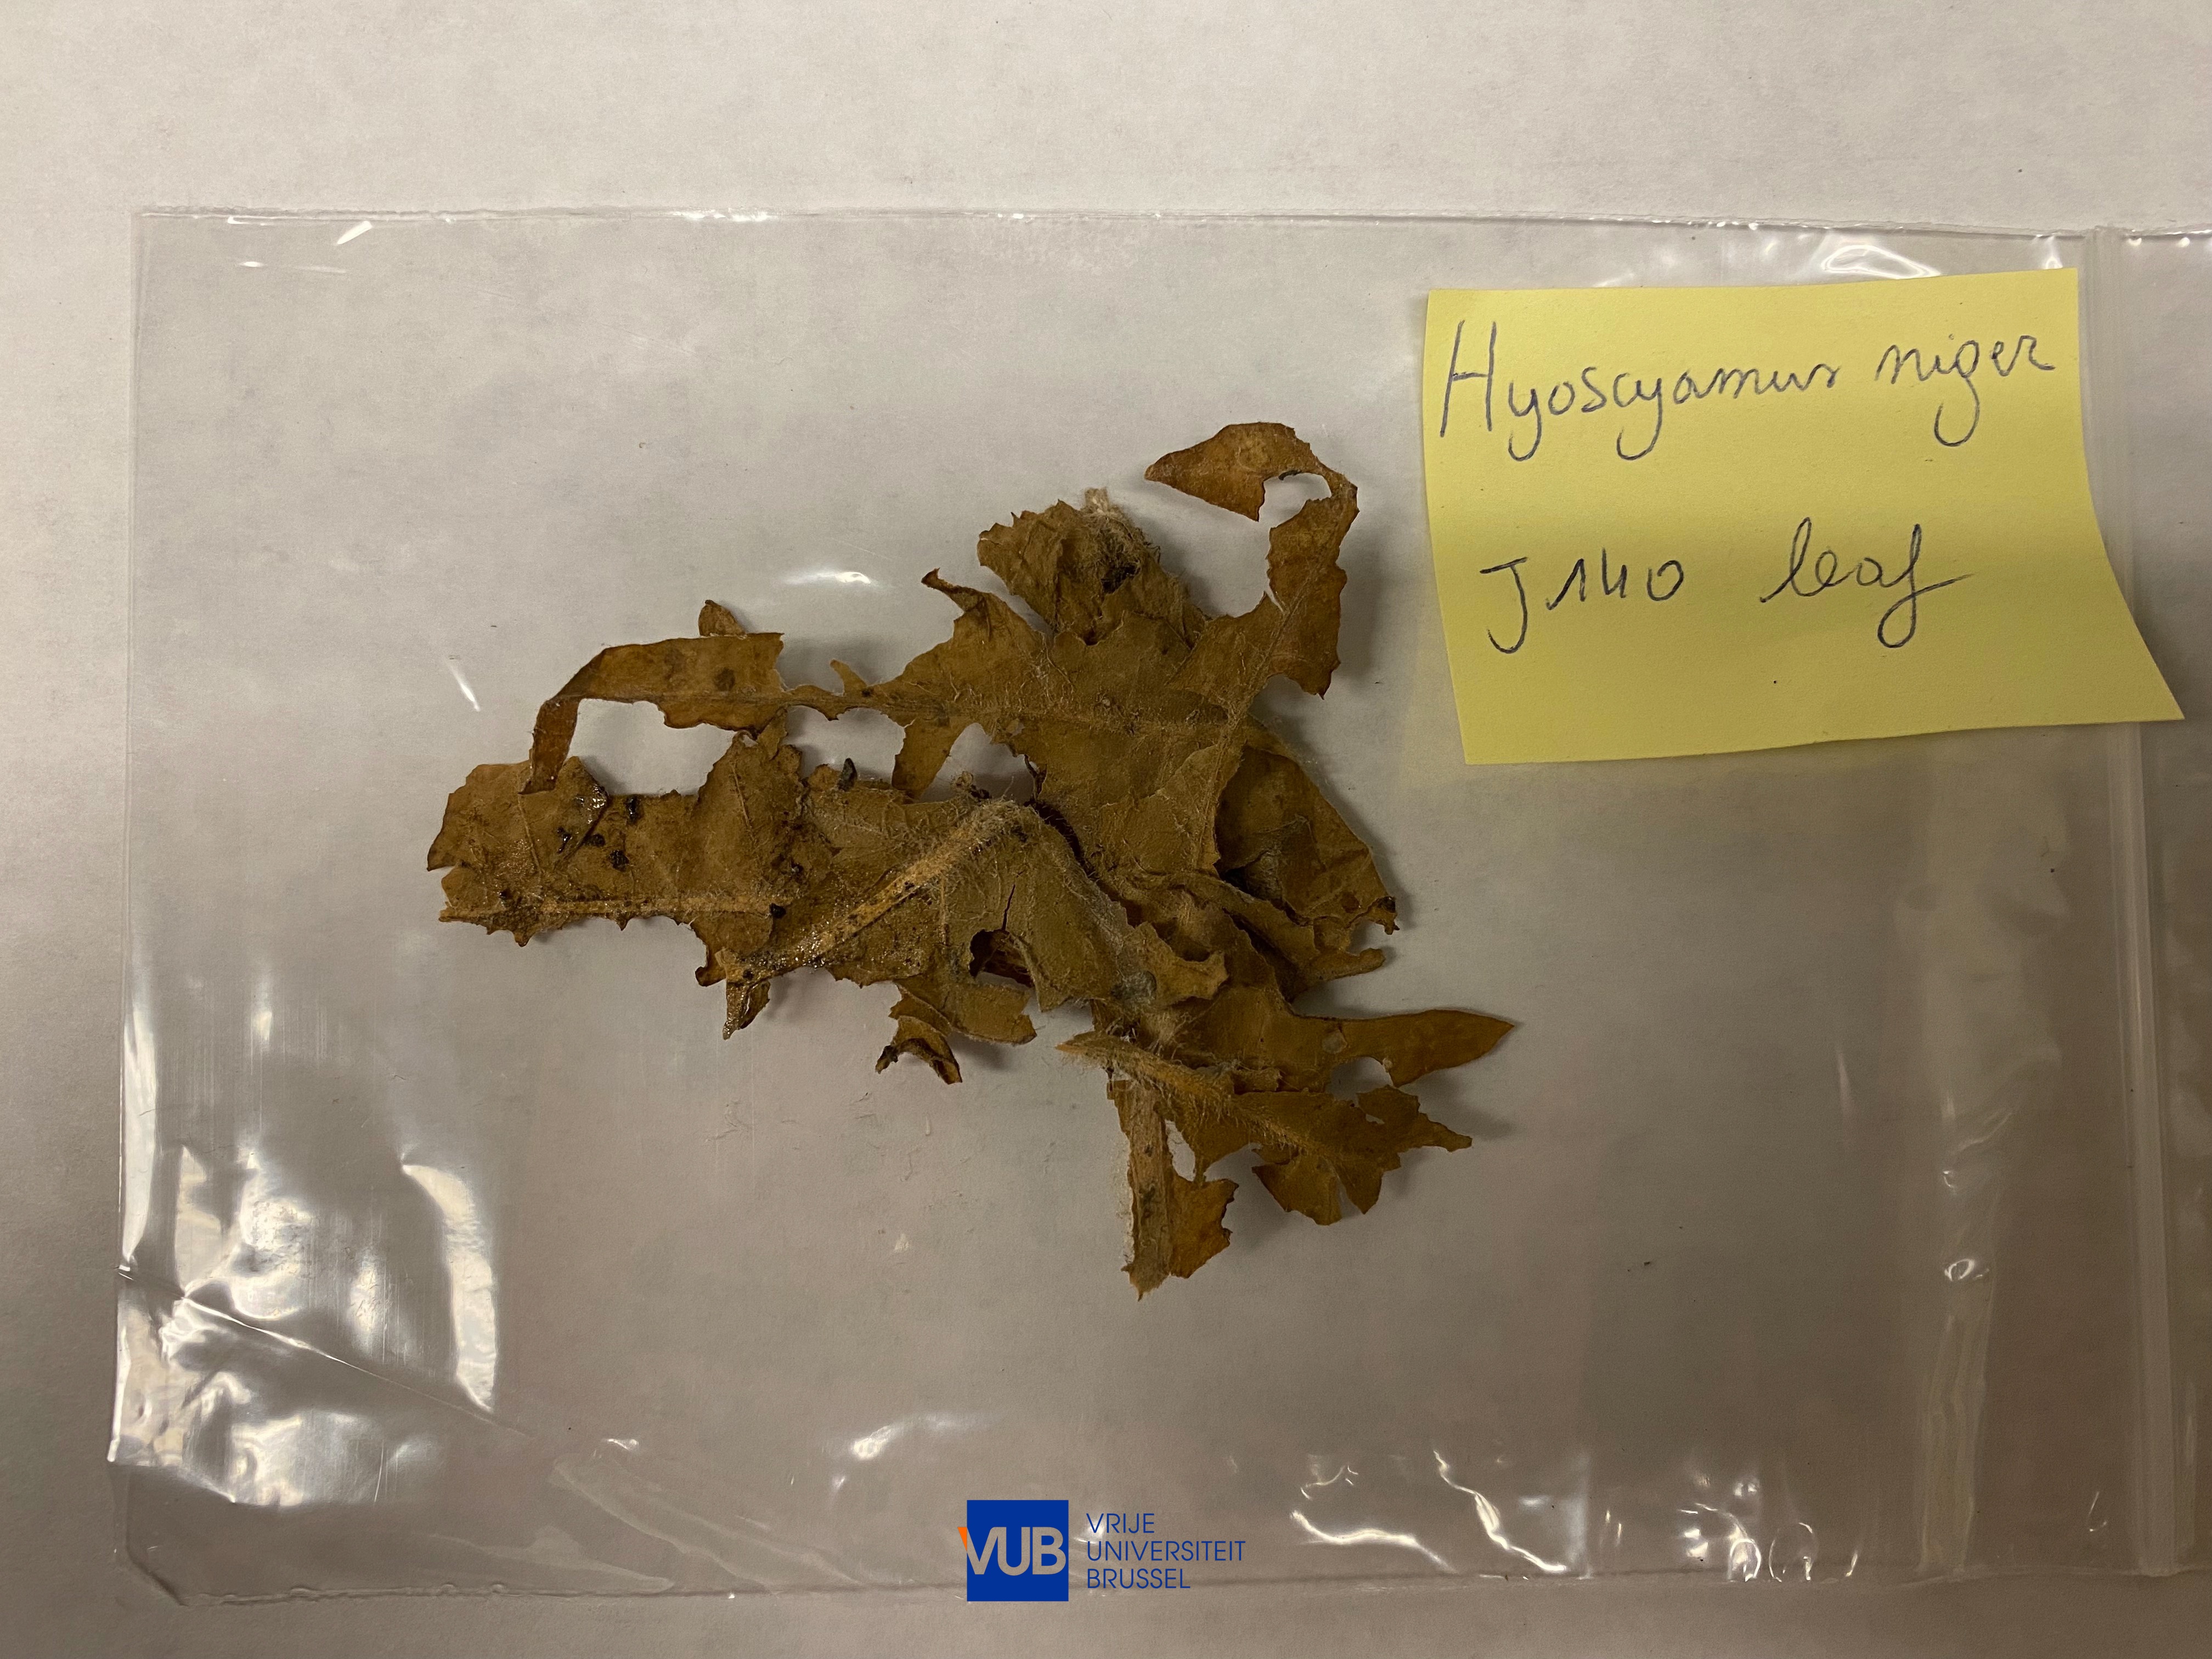 Hyoscyamus niger
J140 leaf
VUB
VRIJE
UNIVERSITEIT
BRUSSEL